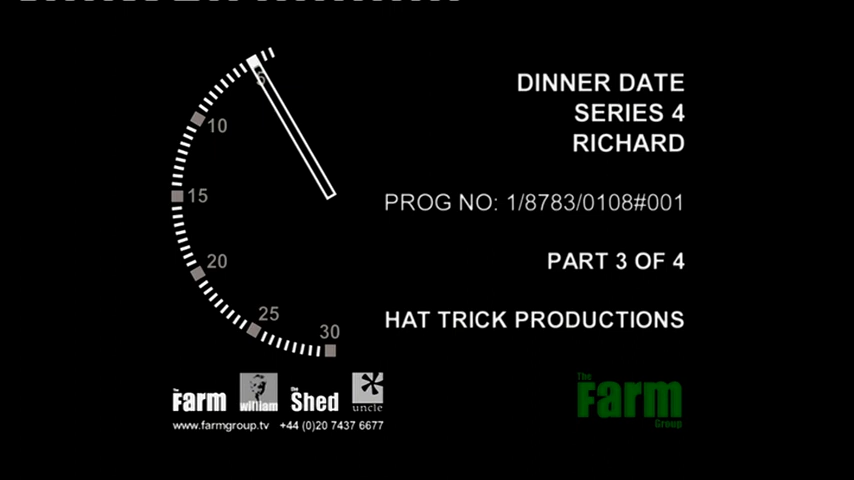 DINNER DATE
SERIES 4
RICHARD
PROG NO: 1/8783/0108#001
PART 3 OF 4
HAT TRICK PRODUCTIONS
5
10
15
20
25
30
The Farm
william
the Shed
uncle
www.farmgroup.tv +44 (0)20 7437 6677
The Farm Group